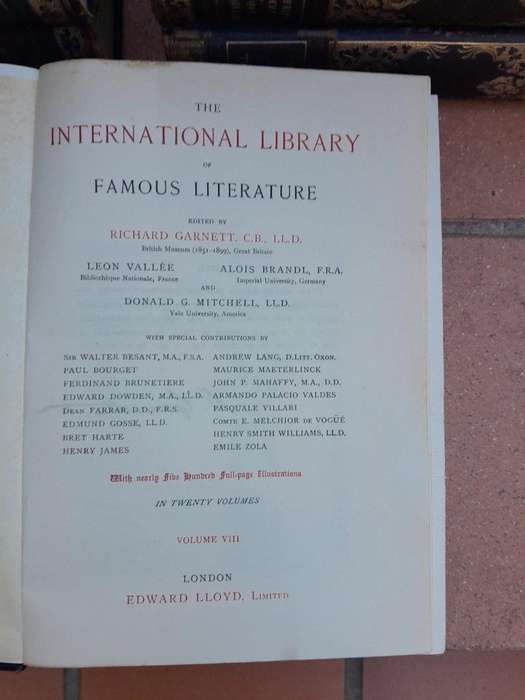 THE
INTERNATIONAL LIBRARY
OF
FAMOUS LITERATURE
EDITED BY
RICHARD GARNETT, C.B., LL.D.
British Museum (1851-1899), Great Britain
LEON VALLÉE ALOIS BRANDL, F.R.A.
Bibliothèque Nationale, France Imperial University, Germany
AND
DONALD G. MITCHELL, LL.D.
Yale University, America
WITH SPECIAL CONTRIBUTIONS BY
SIR WALTER BESANT, M.A., F.S.A. ANDREW LANG, D.LITT. OXON.
PAUL BOURGET MAURICE MAETERLINCK
FERDINAND BRUNETIERE JOHN P. MAHAFFY, M.A., D.D.
EDWARD DOWDEN, M.A., LL.D. ARMANDO PALACIO VALDES
DEAN FARRAR, D.D., F.R.S. PASQUALE VILLARI
EDMUND GOSSE, LL.D. COMTE E. MELCHIOR DE VOGÜÉ
BRET HARTE HENRY SMITH WILLIAMS, LL.D.
HENRY JAMES EMILE ZOLA
With nearly Five Hundred Full-page Illustrations
IN TWENTY VOLUMES
VOLUME VIII
LONDON
EDWARD LLOYD, LIMITED